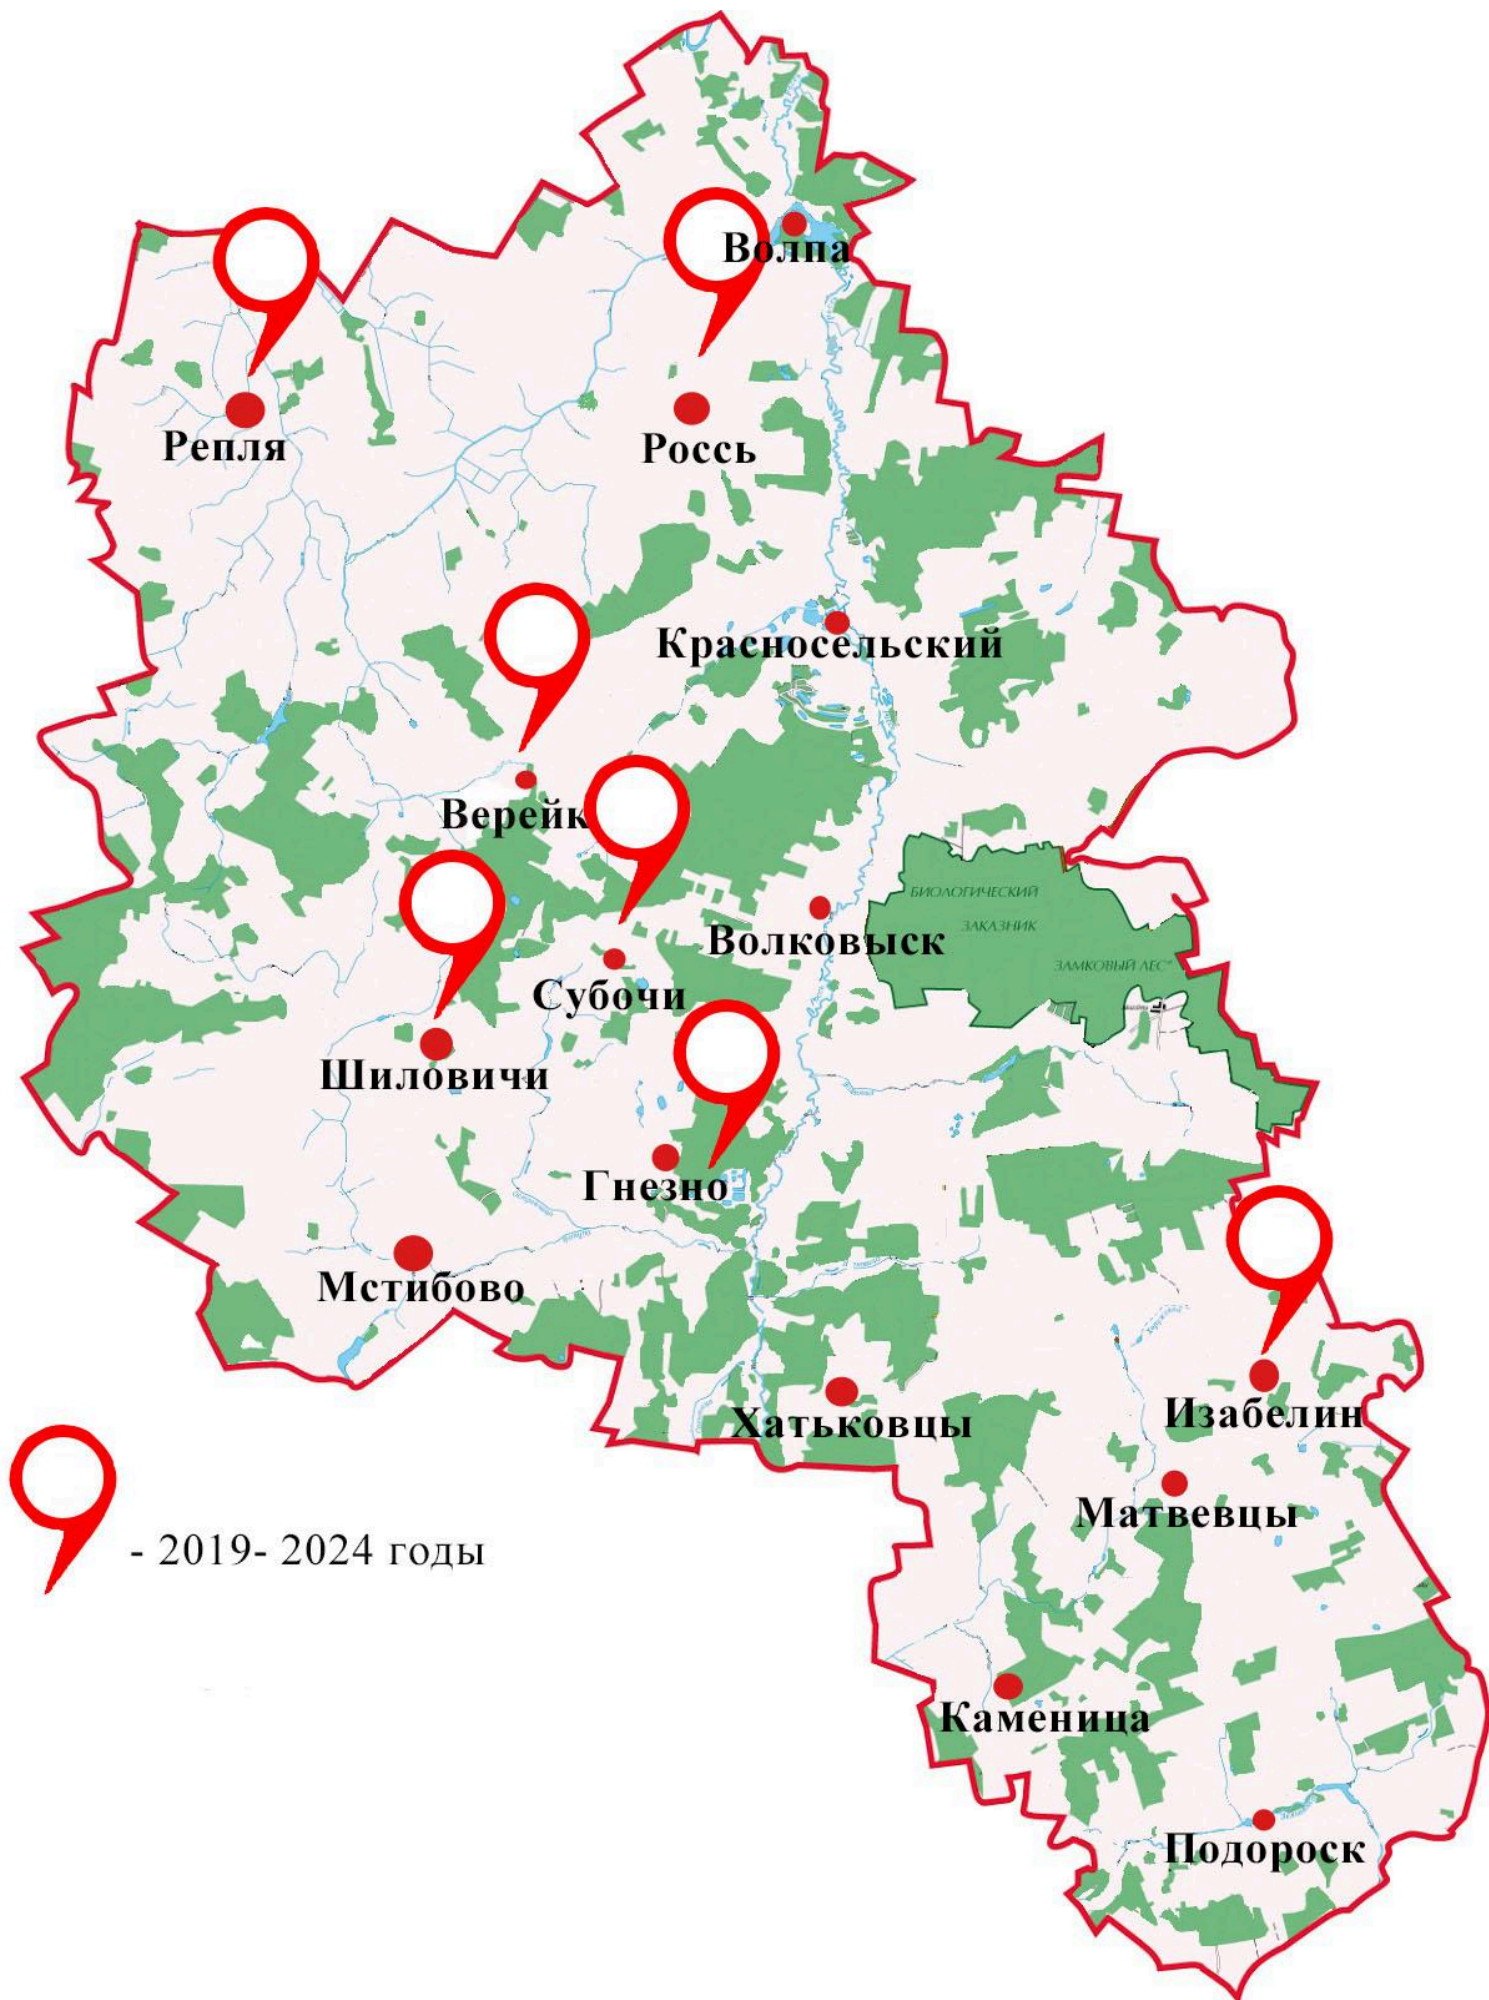 Волпа
Репля
Россь
Красносельский
Верейк
БИОЛОГИЧЕСКИЙ
ЗАКАЗНИК
ЗАМКОВЫЙ ЛЕС"
Волковыск
Субочи
Шиловичи
Гнезно
Мстибово
Хатьковцы
Изабелин
Матвевцы
- 2019- 2024 годы
Каменица
Подороск